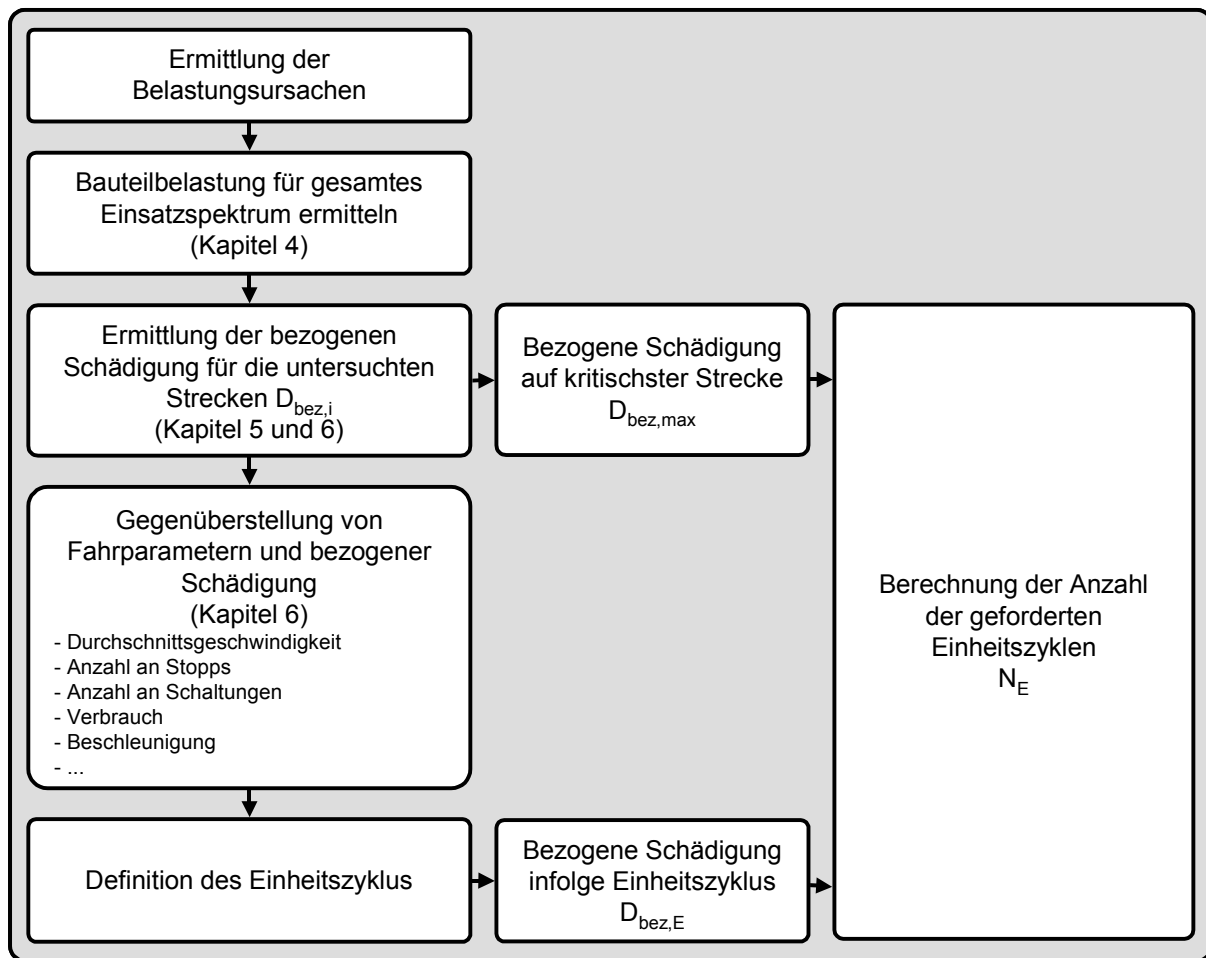 Ermittlung der
Belastungsursachen
Bauteilbelastung für gesamtes
Einsatzspektrum ermitteln
(Kapitel 4)
Ermittlung der bezogenen
Schädigung für die untersuchten
Strecken D_bez,i
(Kapitel 5 und 6)
Bezogene Schädigung
auf kritischster Strecke
D_bez,max
Gegenüberstellung von
Fahrparametern und bezogener
Schädigung
(Kapitel 6)
- Durchschnittsgeschwindigkeit
- Anzahl an Stopps
- Anzahl an Schaltungen
- Verbrauch
- Beschleunigung
- ...
Definition des Einheitszyklus
Bezogene Schädigung
infolge Einheitszyklus
D_bez,E
Berechnung der Anzahl
der geforderten
Einheitszyklen
N_E